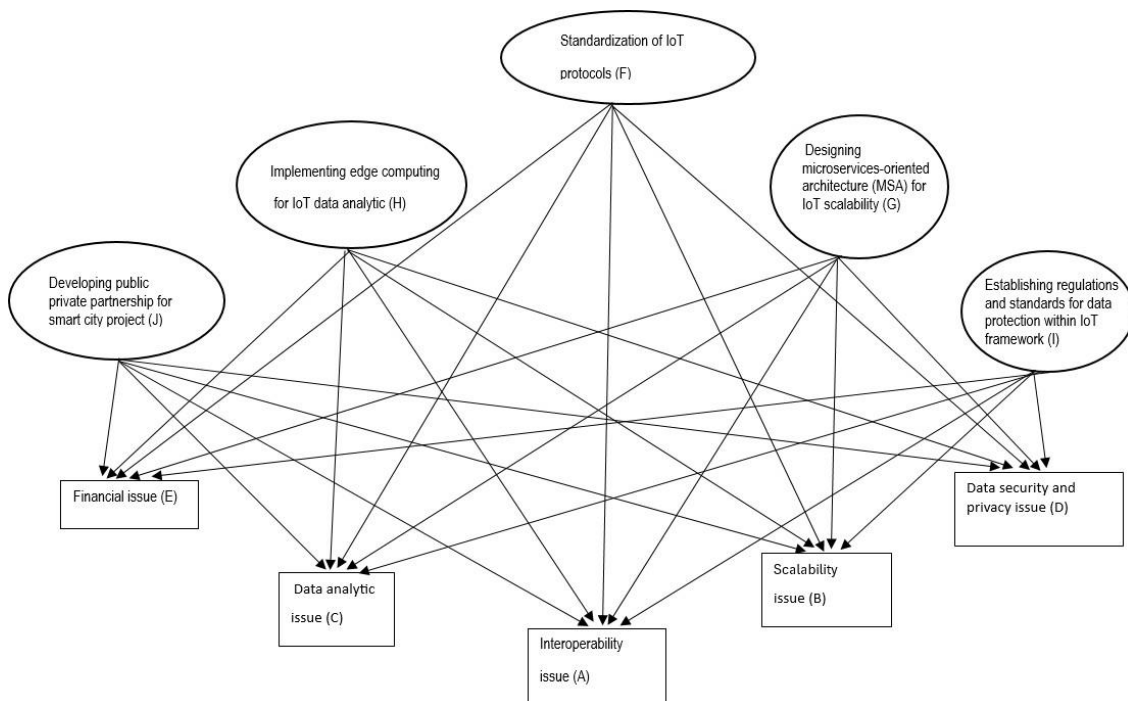 Standardization of IoT
protocols (F)
Implementing edge computing
for IoT data analytic (H)
Designing
microservices-oriented
architecture (MSA) for
IoT scalability (G)
Developing public
private partnership for
smart city project (J)
Establishing regulations
and standards for data
protection within IoT
framework (I)
Financial issue (E)
Data security and
privacy issue (D)
Data analytic
issue (C)
Scalability
issue (B)
Interoperability
issue (A)